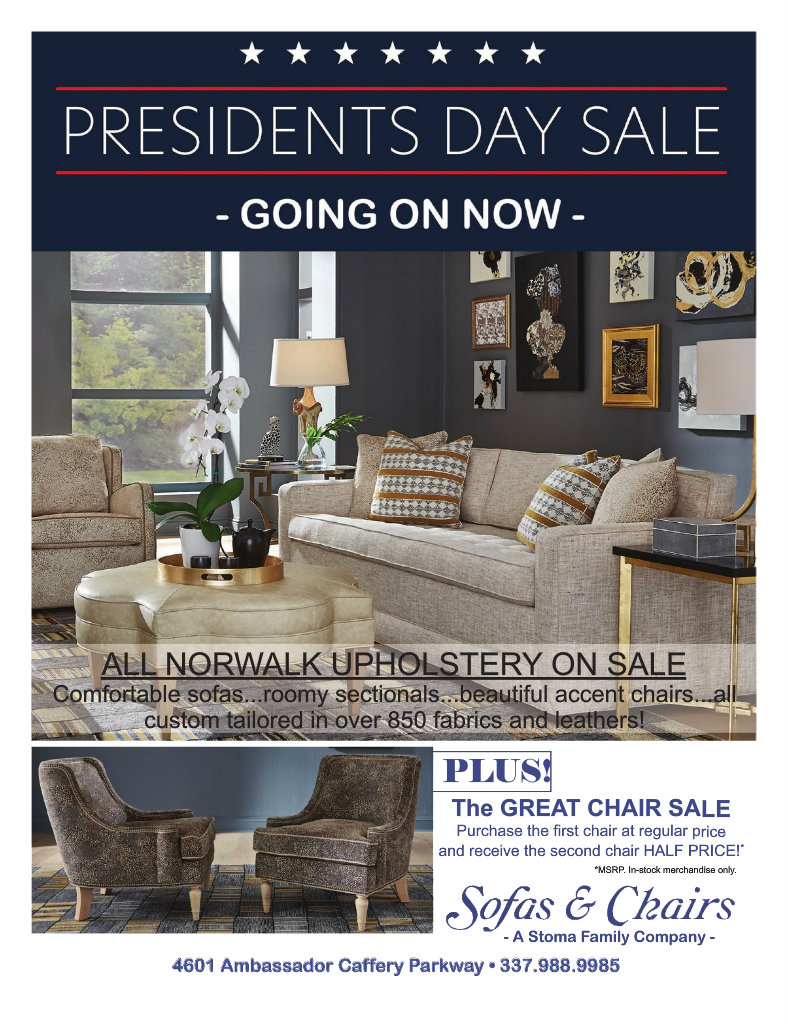 PRESIDENTS DAY SALE
- GOING ON NOW -
ALL NORWALK UPHOLSTERY ON SALE
Comfortable sofas...roomy sectionals...beautiful accent chairs...all
custom tailored in over 850 fabrics and leathers!
PLUS!
The GREAT CHAIR SALE
Purchase the first chair at regular price
and receive the second chair HALF PRICE!*
*MSRP. In-stock merchandise only.
Sofas & Chairs
- A Stoma Family Company -
4601 Ambassador Caffery Parkway • 337.988.9985